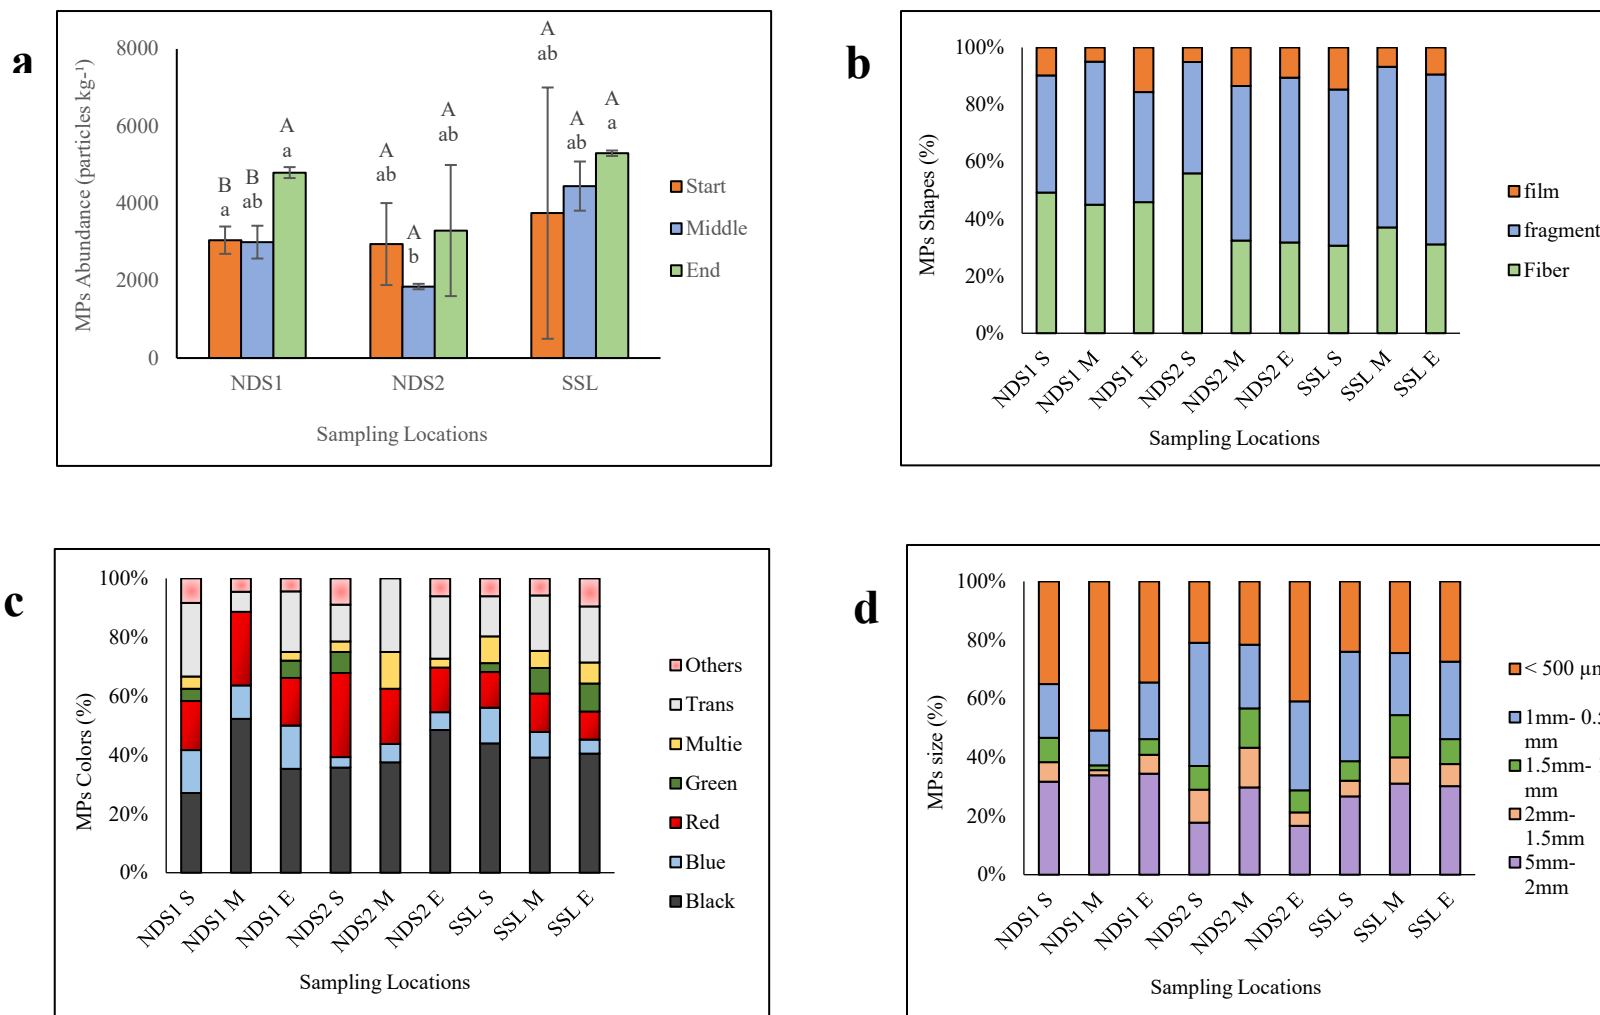 a
MPs Abundance (particles kg-¹)
8000
6000
4000
2000
0
B
a
B
ab
A
a
A
ab
A
b
A
ab
A
ab
A
ab
A
a
NDS1
NDS2
SSL
Sampling Locations
Start
Middle
End
b
MPs Shapes (%)
100%
80%
60%
40%
20%
0%
NDS1 S
NDS1 M
NDS1 E
NDS2 S
NDS2 M
NDS2 E
SSL S
SSL M
SSL E
Sampling Locations
film
fragment
Fiber
c
MPs Colors (%)
100%
80%
60%
40%
20%
0%
NDS1 S
NDS1 M
NDS1 E
NDS2 S
NDS2 M
NDS2 E
SSL S
SSL M
SSL E
Sampling Locations
Others
Trans
Multie
Green
Red
Blue
Black
d
MPs size (%)
100%
80%
60%
40%
20%
0%
NDS1 S
NDS1 M
NDS1 E
NDS2 S
NDS2 M
NDS2 E
SSL S
SSL M
SSL E
Sampling Locations
< 500 µm
1mm-
mm
1.5mm-
mm
2mm-
1.5mm
5mm-
2mm